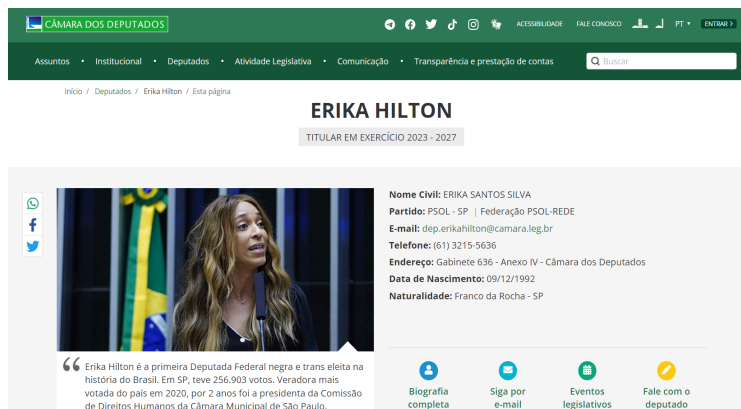 CÂMARA DOS DEPUTADOS
ACESSIBILIDADE FALE CONOSCO PT ENTRAR
Assuntos • Institucional • Deputados • Atividade Legislativa • Comunicação • Transparência e prestação de contas Buscar
Início / Deputados / Erika Hilton / Esta página
ERIKA HILTON
TITULAR EM EXERCÍCIO 2023 - 2027
Nome Civil: ERIKA SANTOS SILVA
Partido: PSOL - SP | Federação PSOL-REDE
E-mail: dep.erikahilton@camara.leg.br
Telefone: (61) 3215-5636
Endereço: Gabinete 636 - Anexo IV - Câmara dos Deputados
Data de Nascimento: 09/12/1992
Naturalidade: Franco da Rocha - SP
Erika Hilton é a primeira Deputada Federal negra e trans eleita na
história do Brasil. Em SP, teve 256.903 votos. Veradora mais
votada do país em 2020, por 2 anos foi a presidenta da Comissão
de Direitos Humanos da Câmara Municipal de São Paulo.
Biografia
completa
Siga por
e-mail
Eventos
legislativos
Fale com o
deputado